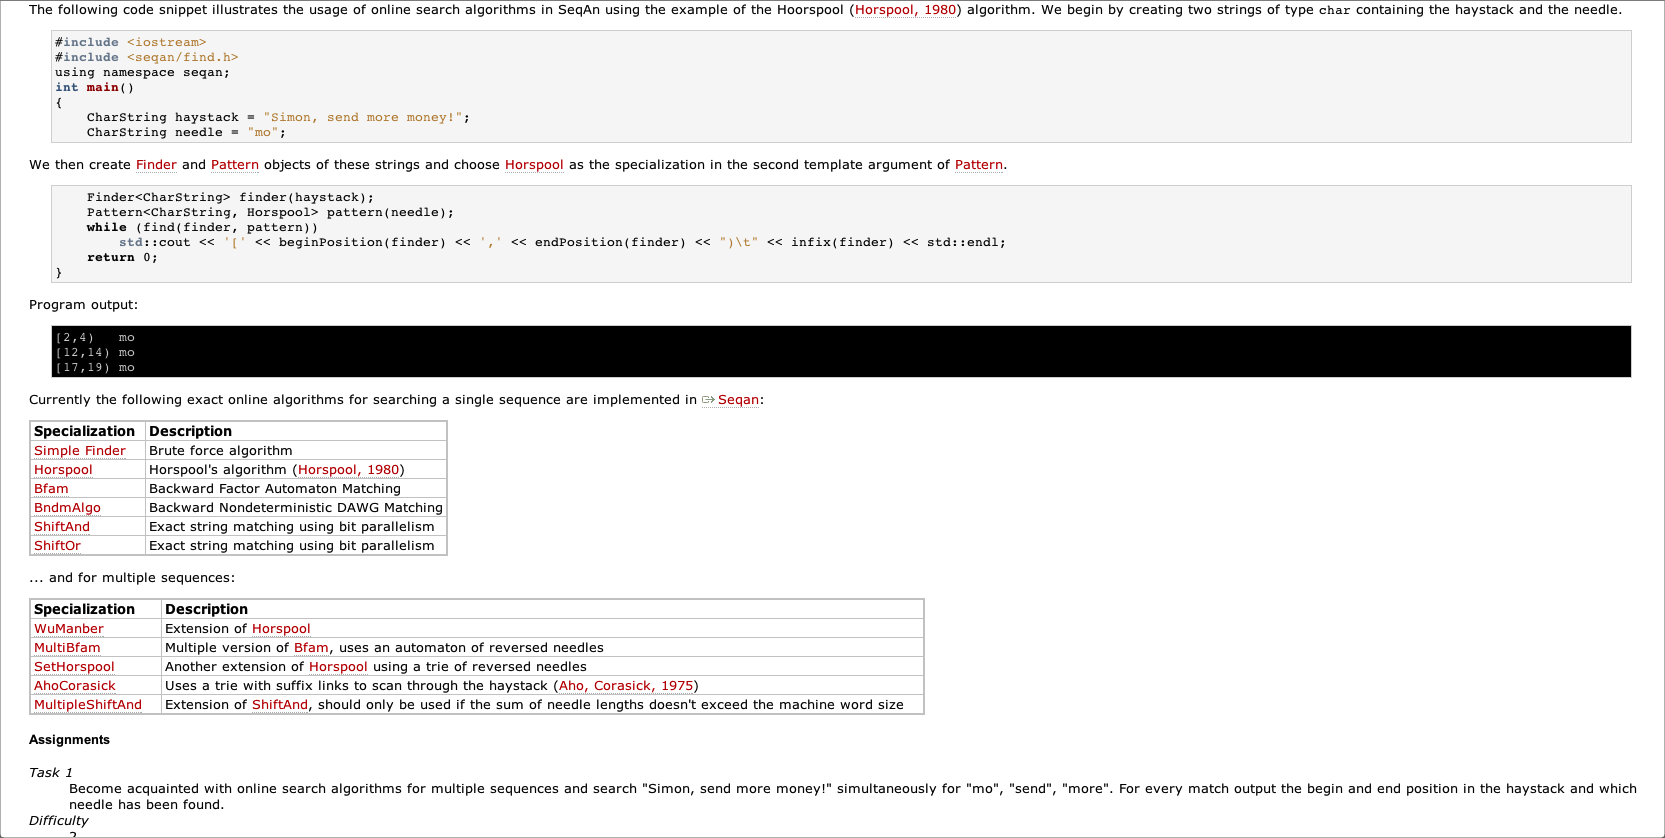 The following code snippet illustrates the usage of online search algorithms in SeqAn using the example of the Hoorspool (Horspool, 1980) algorithm. We begin by creating two strings of type char containing the haystack and the needle.
#include <iostream>
#include <seqan/find.h>
using namespace seqan;
int main()
{
    CharString haystack = "Simon, send more money!";
    CharString needle = "mo";
We then create Finder and Pattern objects of these strings and choose Horspool as the specialization in the second template argument of Pattern.
    Finder<CharString> finder(haystack);
    Pattern<CharString, Horspool> pattern(needle);
    while (find(finder, pattern))
        std::cout << '[' << beginPosition(finder) << ',' << endPosition(finder) << ")\t" << infix(finder) << std::endl;
    return 0;
}
Program output:
[2,4)   mo
[12,14) mo
[17,19) mo
Currently the following exact online algorithms for searching a single sequence are implemented in Seqan:
Specialization Description
Simple Finder Brute force algorithm
Horspool Horspool's algorithm (Horspool, 1980)
Bfam Backward Factor Automaton Matching
BndmAlgo Backward Nondeterministic DAWG Matching
ShiftAnd Exact string matching using bit parallelism
ShiftOr Exact string matching using bit parallelism
... and for multiple sequences:
Specialization Description
WuManber Extension of Horspool
MultiBfam Multiple version of Bfam, uses an automaton of reversed needles
SetHorspool Another extension of Horspool using a trie of reversed needles
AhoCorasick Uses a trie with suffix links to scan through the haystack (Aho, Corasick, 1975)
MultipleShiftAnd Extension of ShiftAnd, should only be used if the sum of needle lengths doesn't exceed the machine word size
Assignments
Task 1
Become acquainted with online search algorithms for multiple sequences and search "Simon, send more money!" simultaneously for "mo", "send", "more". For every match output the begin and end position in the haystack and which
needle has been found.
Difficulty